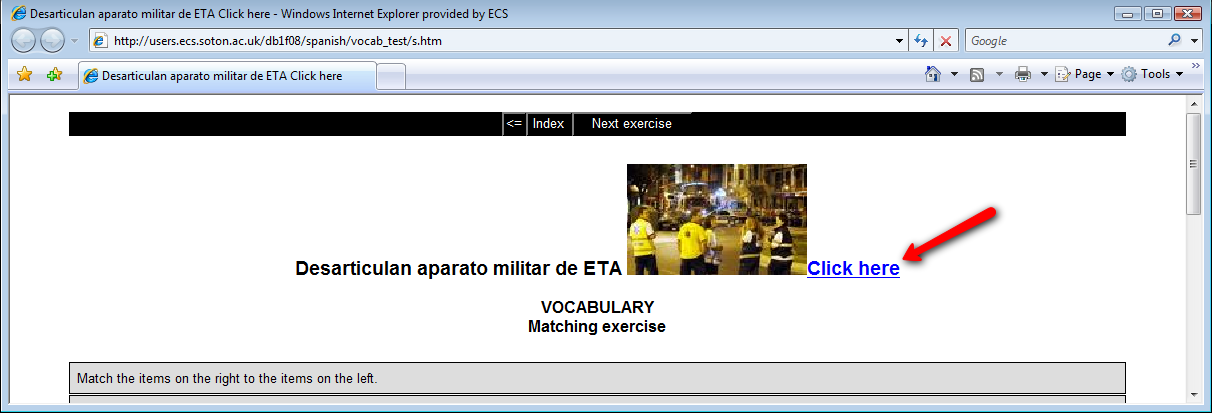 Desarticulan aparato militar de ETA Click here - Windows Internet Explorer provided by ECS
http://users.ecs.soton.ac.uk/db1f08/spanish/vocab_test/s.htm
Google
Desarticulan aparato militar de ETA Click here
Page
Tools
<= Index Next exercise
Desarticulan aparato militar de ETA Click here
VOCABULARY
Matching exercise
Match the items on the right to the items on the left.